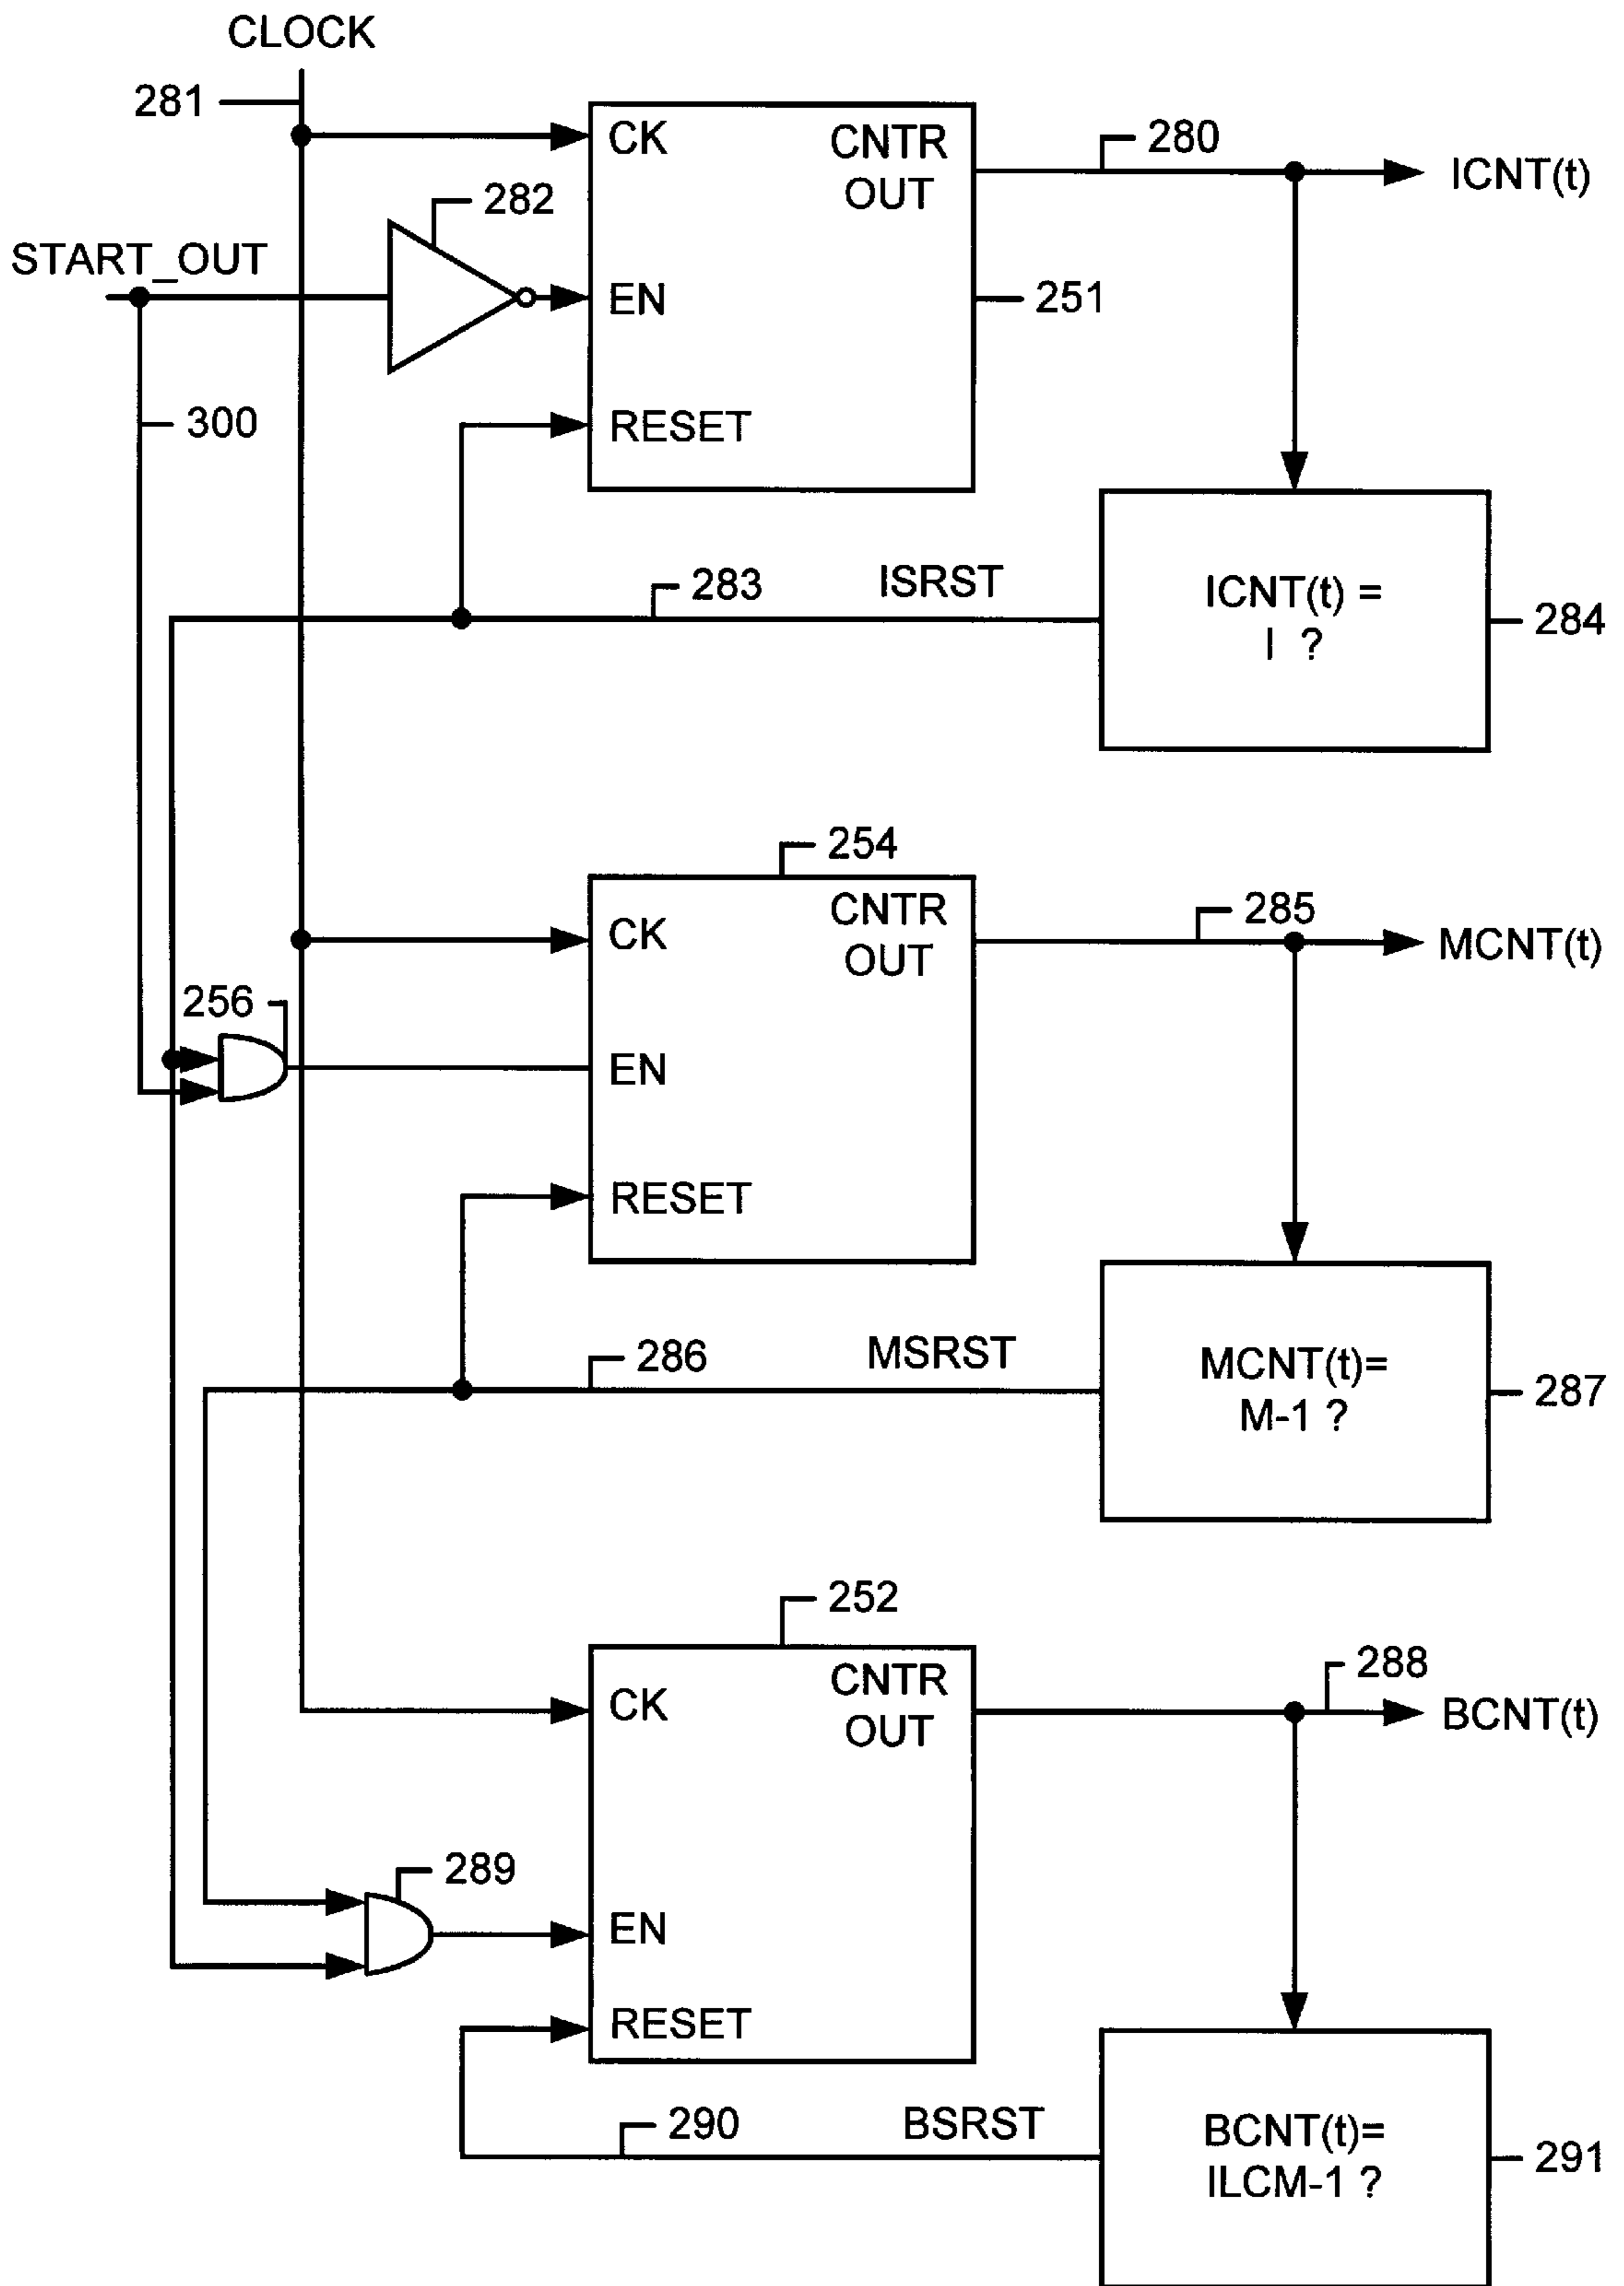 CLOCK
281
CK
CNTR
OUT
280
ICNT(t)
282
START_OUT
EN
251
300
RESET
283
ISRST
ICNT(t) =
I ?
284
254
CK
CNTR
OUT
285
MCNT(t)
256
EN
RESET
286
MSRST
MCNT(t)=
M-1 ?
287
252
CK
CNTR
OUT
288
BCNT(t)
289
EN
RESET
290
BSRST
BCNT(t)=
ILCM-1 ?
291